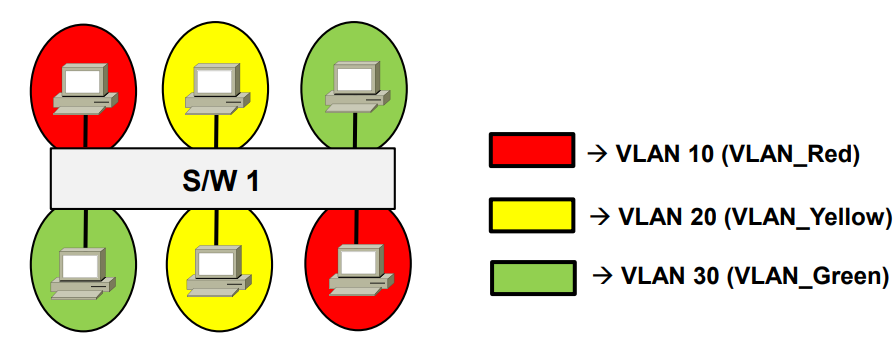 S/W 1
→ VLAN 10 (VLAN_Red)
→ VLAN 20 (VLAN_Yellow)
→ VLAN 30 (VLAN_Green)